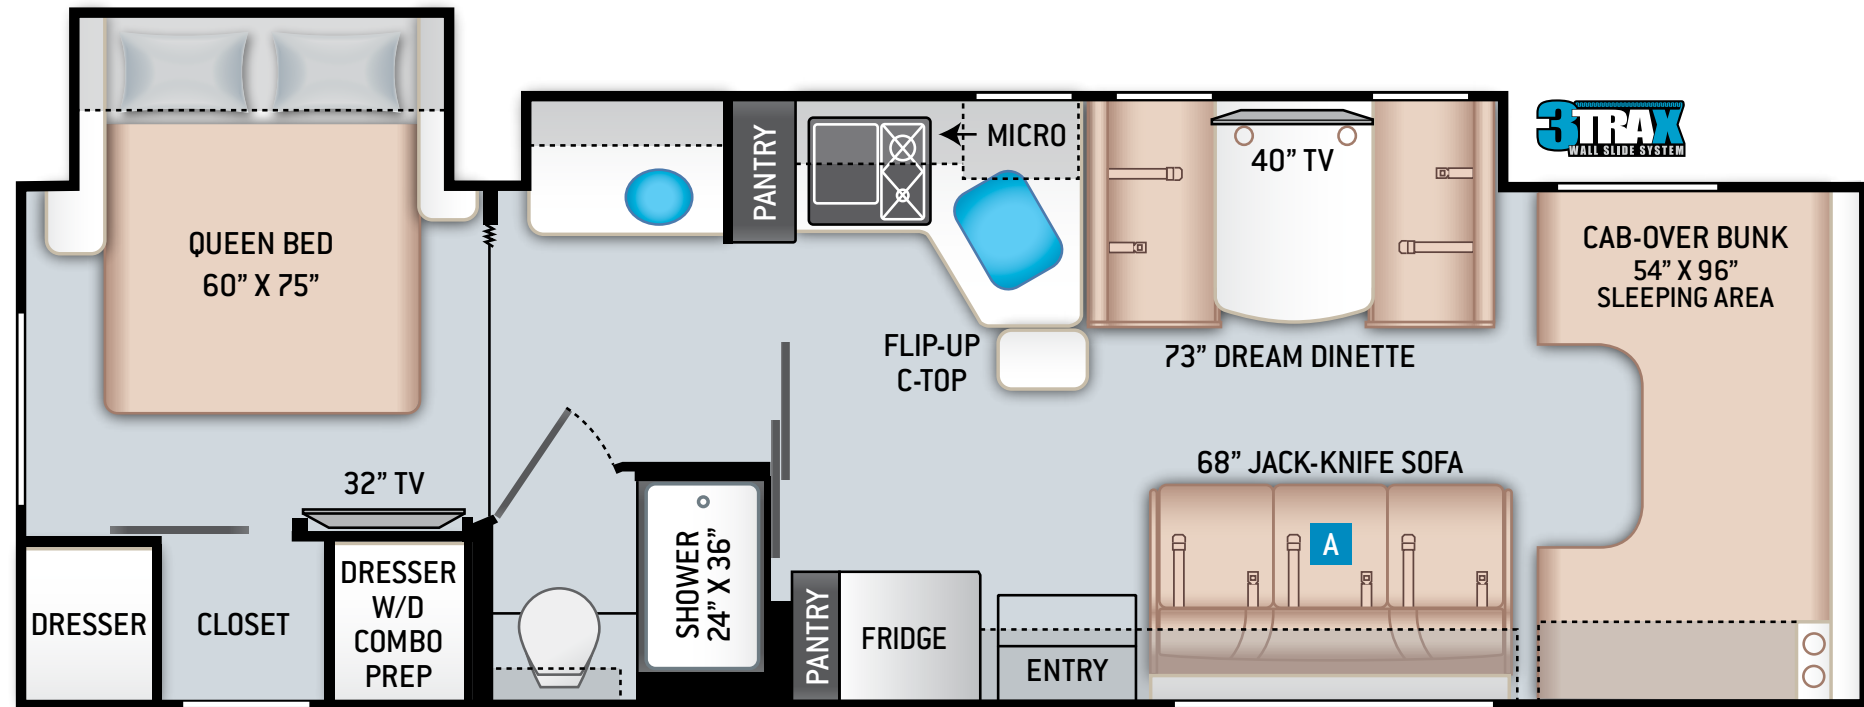 QUEEN BED
60” X 75”
PANTRY
MICRO
40” TV
3TRAX
WALL SLIDE SYSTEM
CAB-OVER BUNK
54” X 96”
SLEEPING AREA
FLIP-UP
C-TOP
73” DREAM DINETTE
32” TV
68” JACK-KNIFE SOFA
A
DRESSER
CLOSET
DRESSER
W/D
COMBO
PREP
SHOWER
24” X 36”
PANTRY
FRIDGE
ENTRY